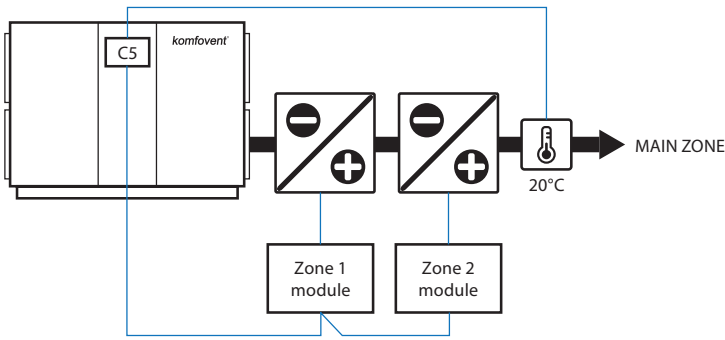 C5
komfovent
MAIN ZONE
20°C
Zone 1
module
Zone 2
module